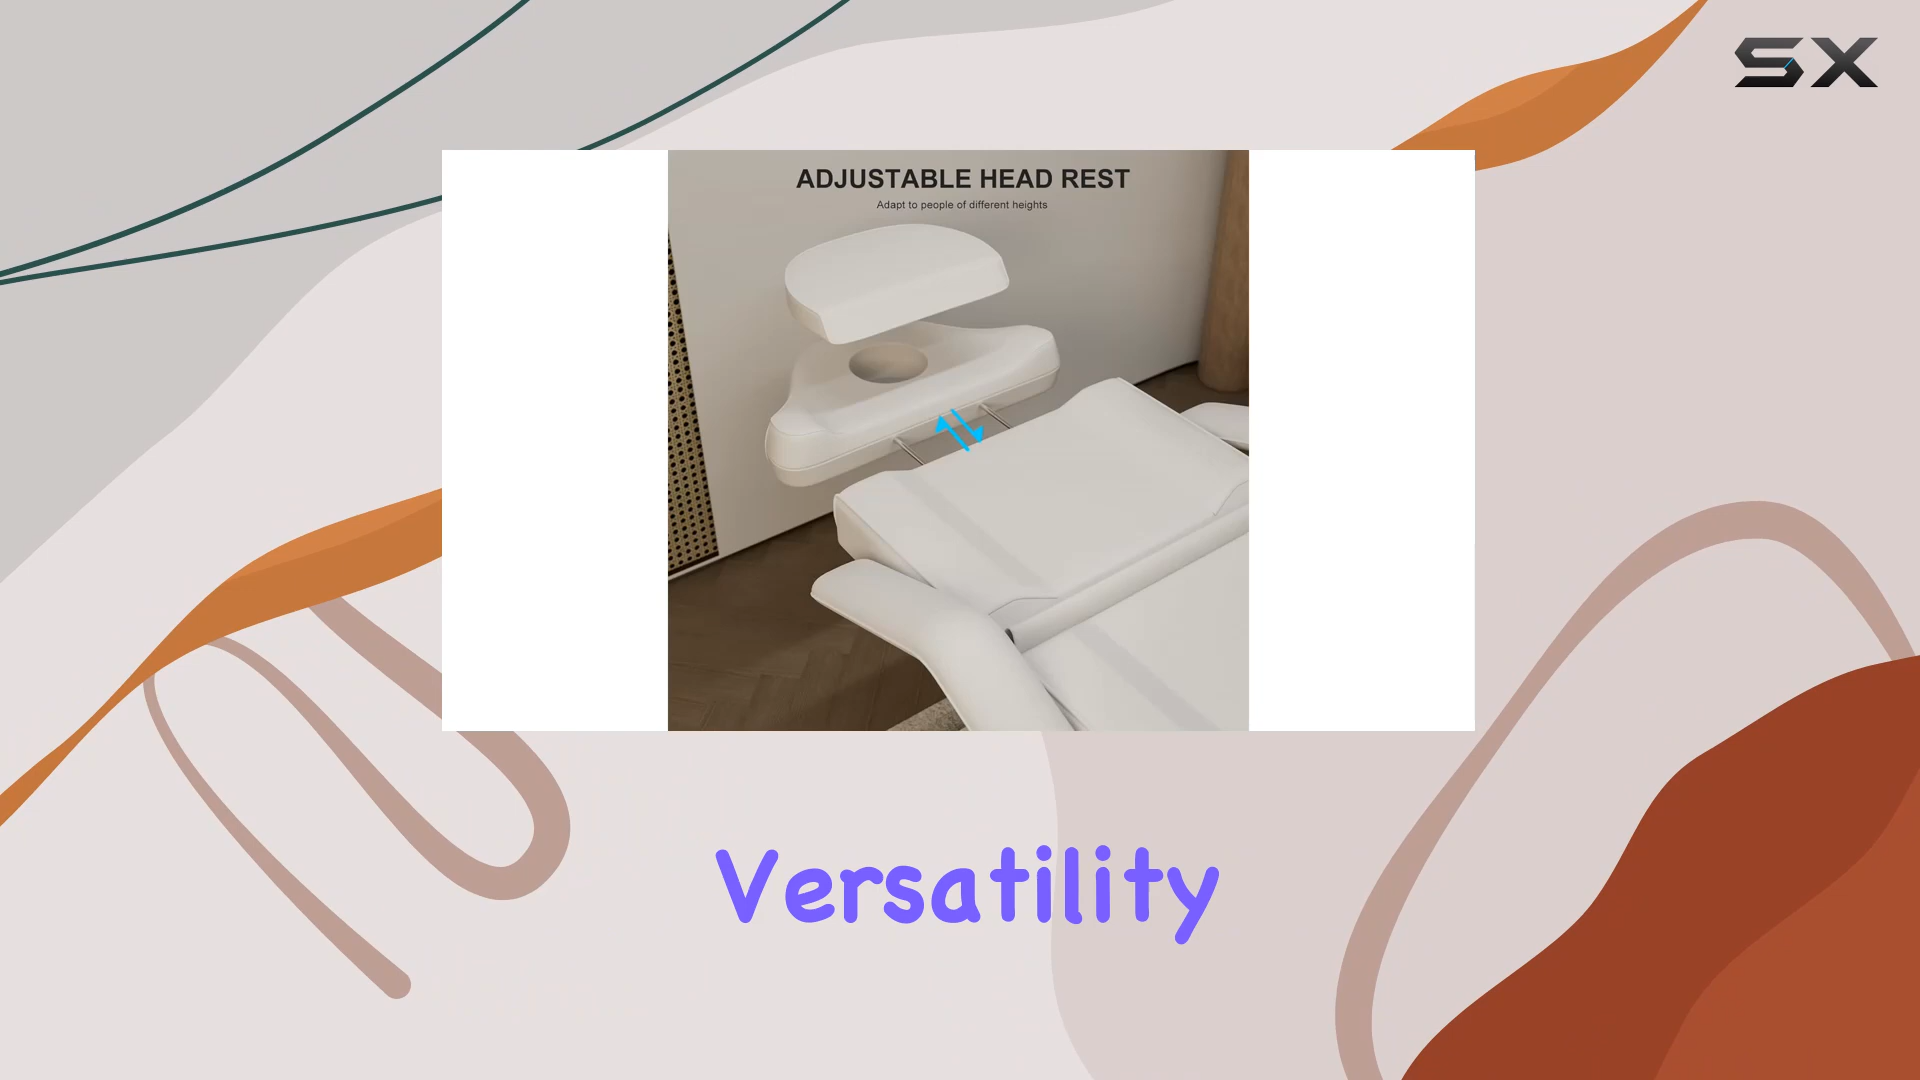 SX
ADJUSTABLE HEAD REST
Adapt to people of different heights
Versatility